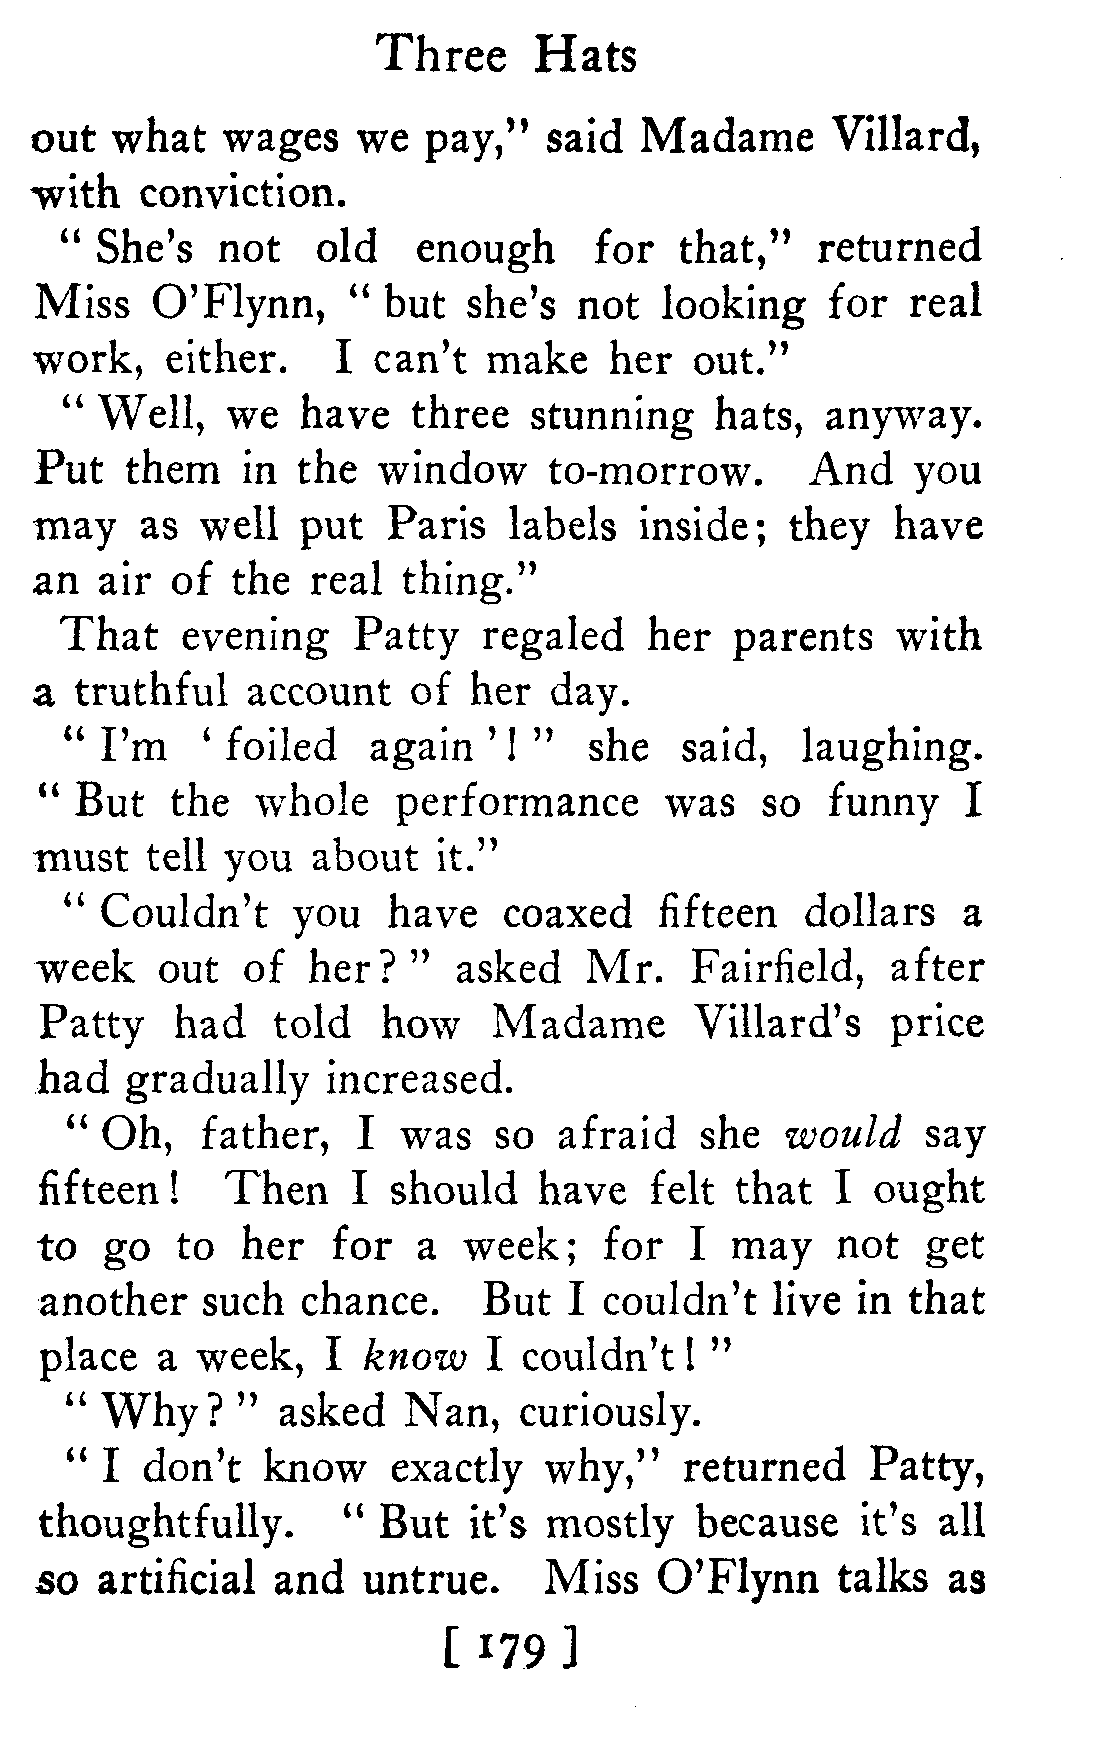 Three Hats
out what wages we pay,” said Madame Villard,
with conviction.
“ She’s not old enough for that,” returned
Miss O’Flynn, “ but she’s not looking for real
work, either. I can’t make her out.”
“ Well, we have three stunning hats, anyway.
Put them in the window to-morrow. And you
may as well put Paris labels inside; they have
an air of the real thing.”
That evening Patty regaled her parents with
a truthful account of her day.
“ I’m ‘ foiled again ’! ” she said, laughing.
“ But the whole performance was so funny I
must tell you about it.”
“ Couldn’t you have coaxed fifteen dollars a
week out of her? ” asked Mr. Fairfield, after
Patty had told how Madame Villard’s price
had gradually increased.
“ Oh, father, I was so afraid she would say
fifteen! Then I should have felt that I ought
to go to her for a week; for I may not get
another such chance. But I couldn’t live in that
place a week, I know I couldn’t! ”
“ Why? ” asked Nan, curiously.
“ I don’t know exactly why,” returned Patty,
thoughtfully. “ But it’s mostly because it’s all
so artificial and untrue. Miss O’Flynn talks as
[ 179 ]